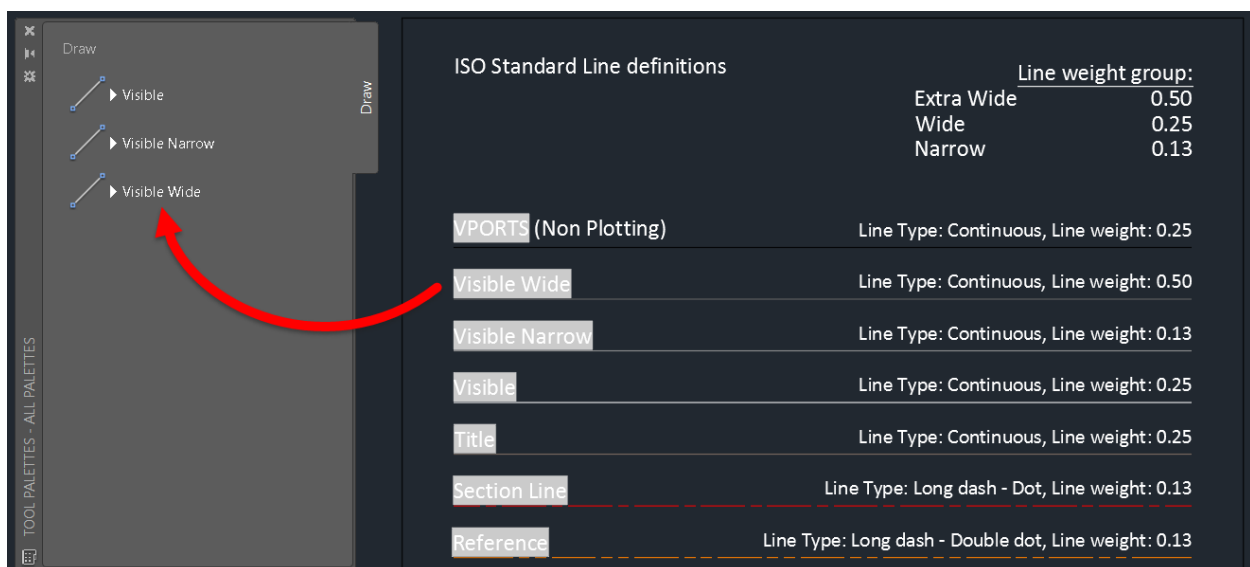 Draw
Visible
Visible Narrow
Visible Wide
Draw
TOOL PALETTES - ALL PALETTES
ISO Standard Line definitions
Line weight group:
Extra Wide 0.50
Wide 0.25
Narrow 0.13
VPORTS (Non Plotting) Line Type: Continuous, Line weight: 0.25
Visible Wide Line Type: Continuous, Line weight: 0.50
Visible Narrow Line Type: Continuous, Line weight: 0.13
Visible Line Type: Continuous, Line weight: 0.25
Title Line Type: Continuous, Line weight: 0.25
Section Line Line Type: Long dash - Dot, Line weight: 0.13
Reference Line Type: Long dash - Double dot, Line weight: 0.13